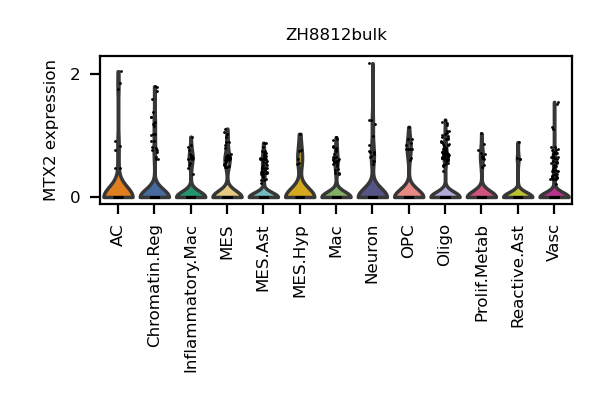 ZH8812bulk
MTX2 expression
2
0
AC
Chromatin.Reg
Inflammatory.Mac
MES
MES.Ast
MES.Hyp
Mac
Neuron
OPC
Oligo
Prolif.Metab
Reactive.Ast
Vasc